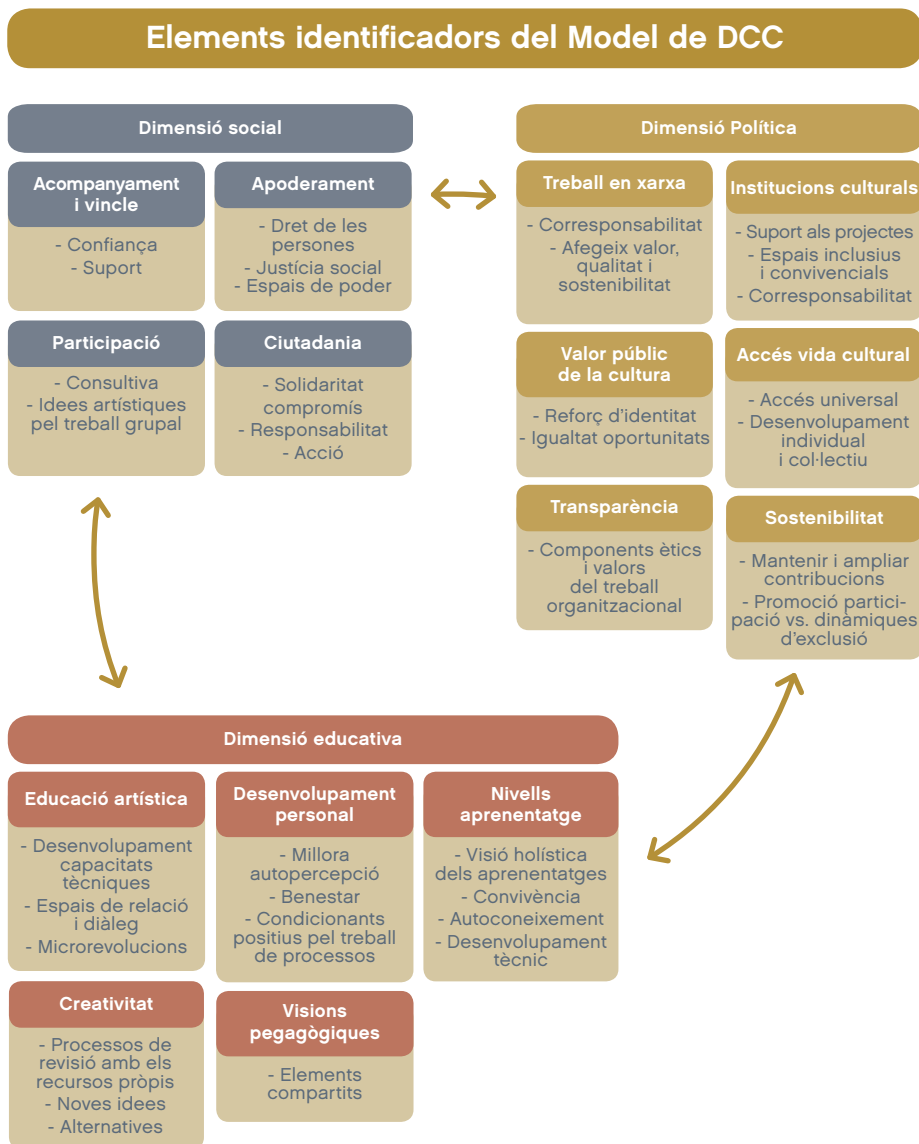 Elements identificadors del Model de DCC
Dimensió social
Acompanyament
i vincle
- Confiança
- Suport
Apoderament
- Dret de les
persones
- Justícia social
- Espais de poder
Participació
- Consultiva
- Idees artístiques
pel treball grupal
Ciutadania
- Solidaritat
compromís
- Responsabilitat
- Acció
Dimensió Política
Treball en xarxa
- Corresponsabilitat
- Afegeix valor,
qualitat i
sostenibilitat
Institucions culturals
- Suport als projectes
- Espais inclusius
i convivencials
- Corresponsabilitat
Valor públic
de la cultura
- Reforç d'identitat
- Igualtat oportunitats
Accés vida cultural
- Accés universal
- Desenvolupament
individual
i col·lectiu
Transparència
- Components ètics
i valors
del treball
organitzacional
Sostenibilitat
- Mantenir i ampliar
contribucions
- Promoció partici-
pació vs. dinàmiques
d'exclusió
Dimensió educativa
Educació artística
- Desenvolupament
capacitats
tècniques
- Espais de relació
i diàleg
- Microrevolucions
Desenvolupament
personal
- Millora
autopercepció
- Benestar
- Condicionants
positius pel treball
de processos
Nivells
aprenentatge
- Visió holística
dels aprenentatges
- Convivència
- Autoconeixement
- Desenvolupament
tècnic
Creativitat
- Processos de
revisió amb els
recursos pròpis
- Noves idees
- Alternatives
Visions
pegagògiques
- Elements
compartits